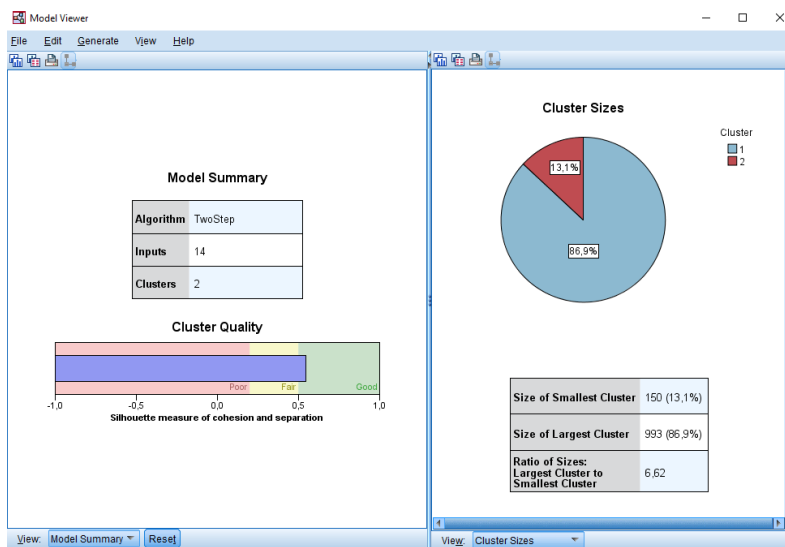 Model Viewer
File Edit Generate View Help
Model Summary
Algorithm TwoStep
Inputs 14
Clusters 2
Cluster Quality
Poor Fair Good
-1,0 -0,5 0,0 0,5 1,0
Silhouette measure of cohesion and separation
View: Model Summary Reset
Cluster Sizes
Cluster
1
2
13,1%
86,9%
Size of Smallest Cluster 150 (13,1%)
Size of Largest Cluster 993 (86,9%)
Ratio of Sizes:
Largest Cluster to
Smallest Cluster
6,62
View: Cluster Sizes